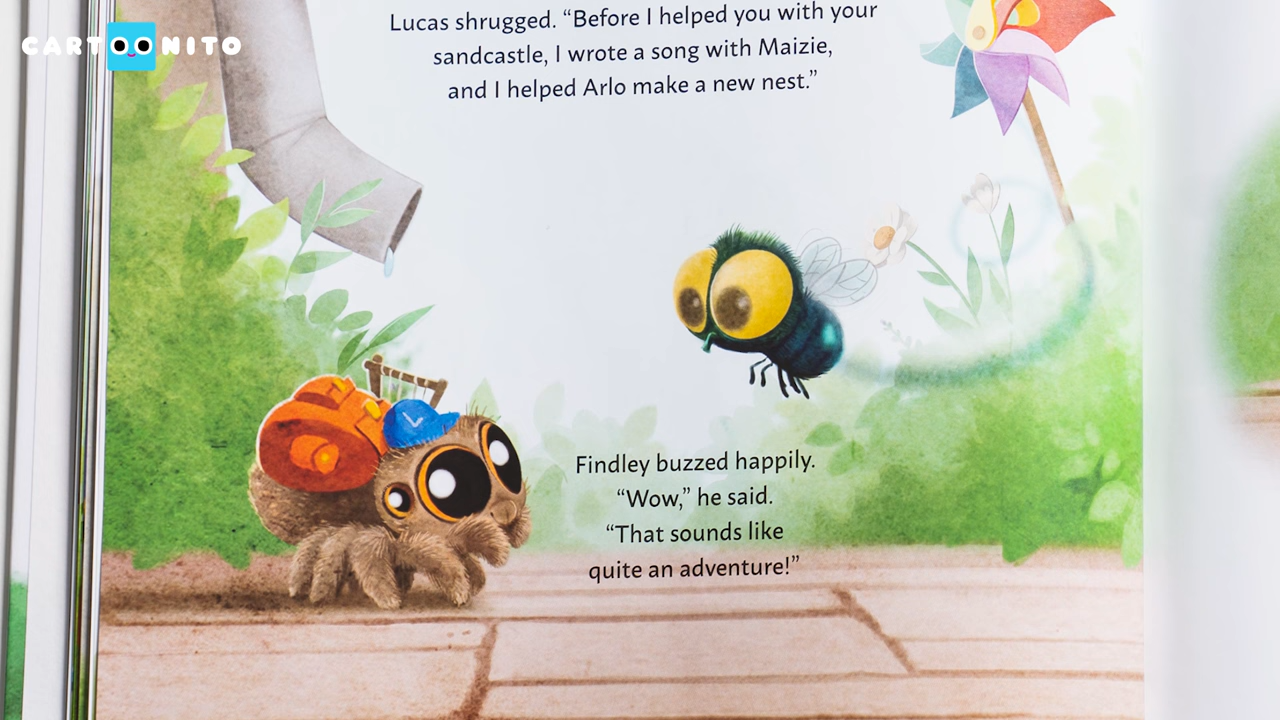 CARTOONITO
Lucas shrugged. “Before I helped you with your
sandcastle, I wrote a song with Maizie,
and I helped Arlo make a new nest.”
Findley buzzed happily.
“Wow,” he said.
“That sounds like
quite an adventure!”